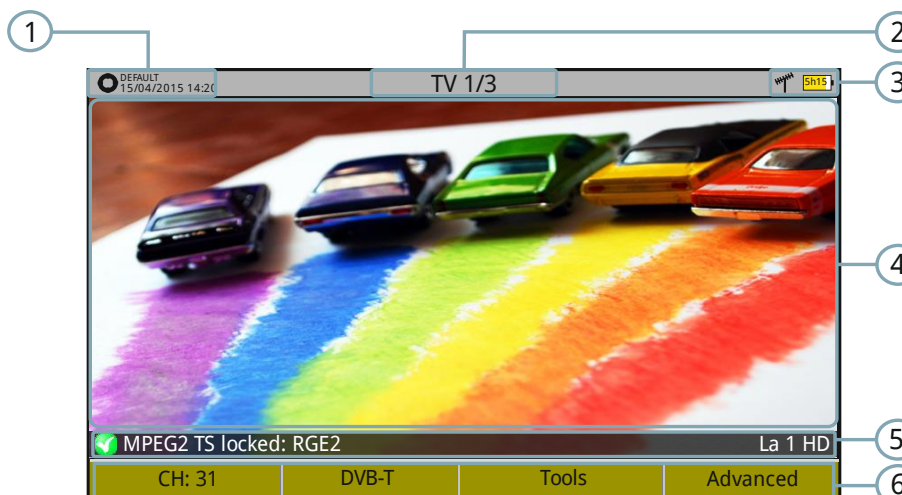 1
2
DEFAULT
15/04/2015 14:20
TV 1/3
5h15
3
4
MPEG2 TS locked: RGE2 La 1 HD
5
CH: 31 DVB-T Tools Advanced
6